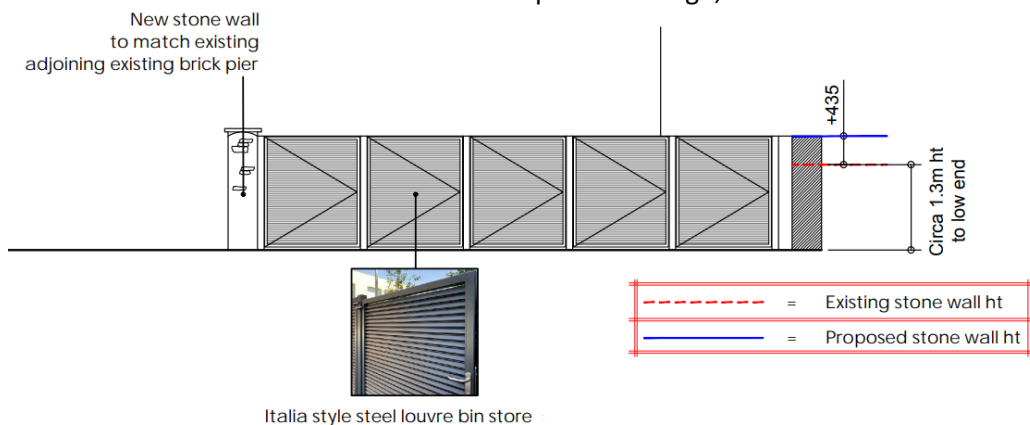 New stone wall
to match existing
adjoining existing brick pier
+435
Circa 1.3m ht
to low end
= Existing stone wall ht
= Proposed stone wall ht
Italia style steel louvre bin store